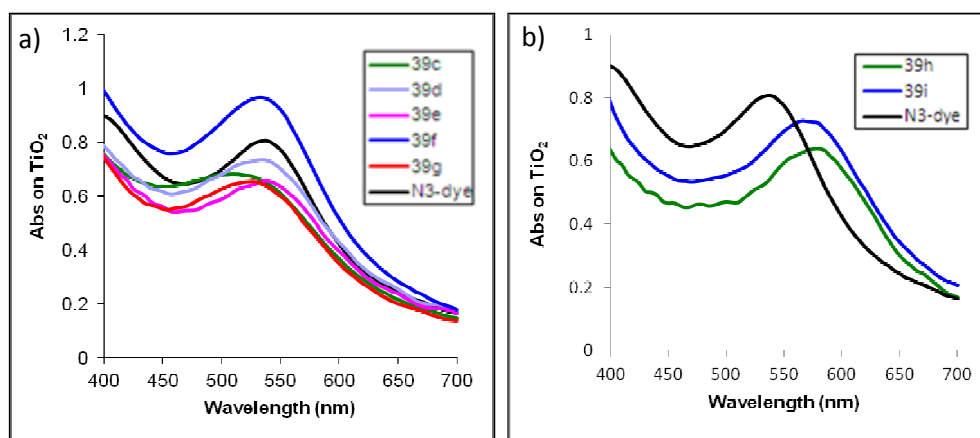 a)
1.2
1
0.8
0.6
0.4
0.2
0
Abs on TiO2
400 450 500 550 600 650 700
Wavelength (nm)
39c
39d
39e
39f
39g
N3-dye
b)
1
0.8
0.6
0.4
0.2
0
Abs on TiO2
400 450 500 550 600 650 700
Wavelength (nm)
39h
39i
N3-dye